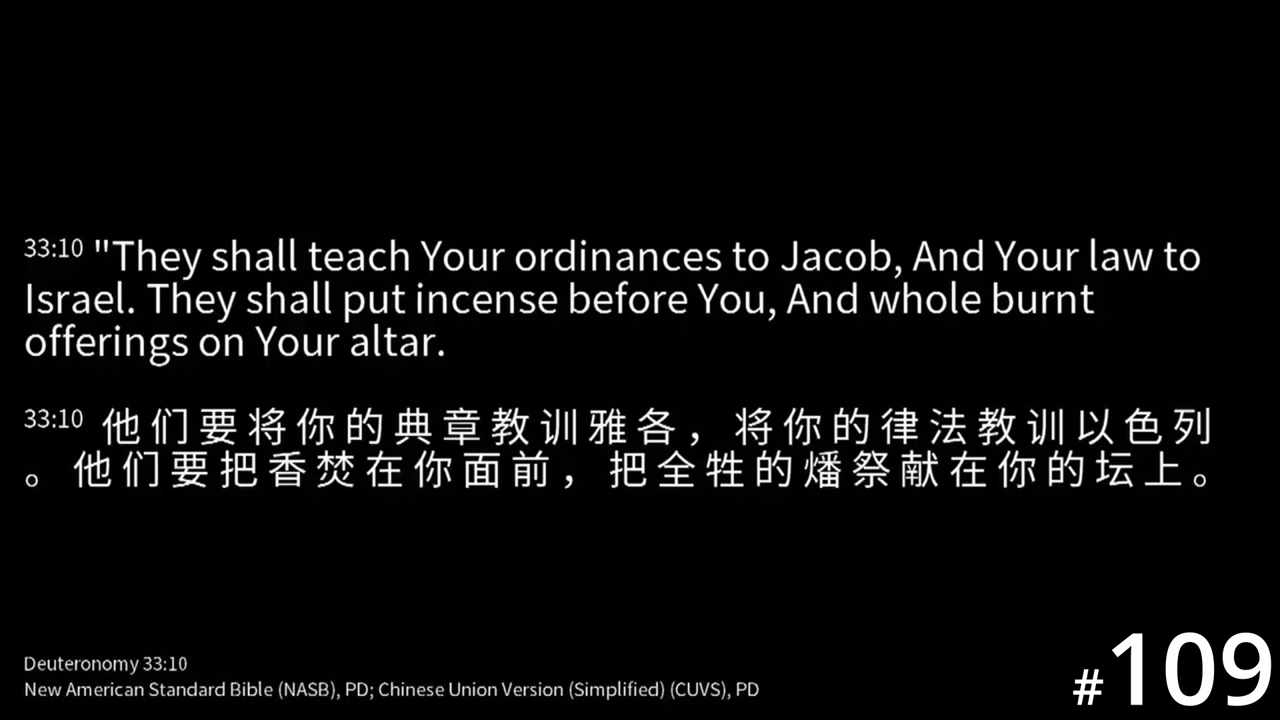 33:10 "They shall teach Your ordinances to Jacob, And Your law to
Israel. They shall put incense before You, And whole burnt
offerings on Your altar.
33:10 他们要将你的典章教训雅各，将你的律法教训以色列
。他们要把香焚在你面前，把全牲的燔祭献在你的坛上。
Deuteronomy 33:10
New American Standard Bible (NASB), PD; Chinese Union Version (Simplified) (CUVS), PD
#109